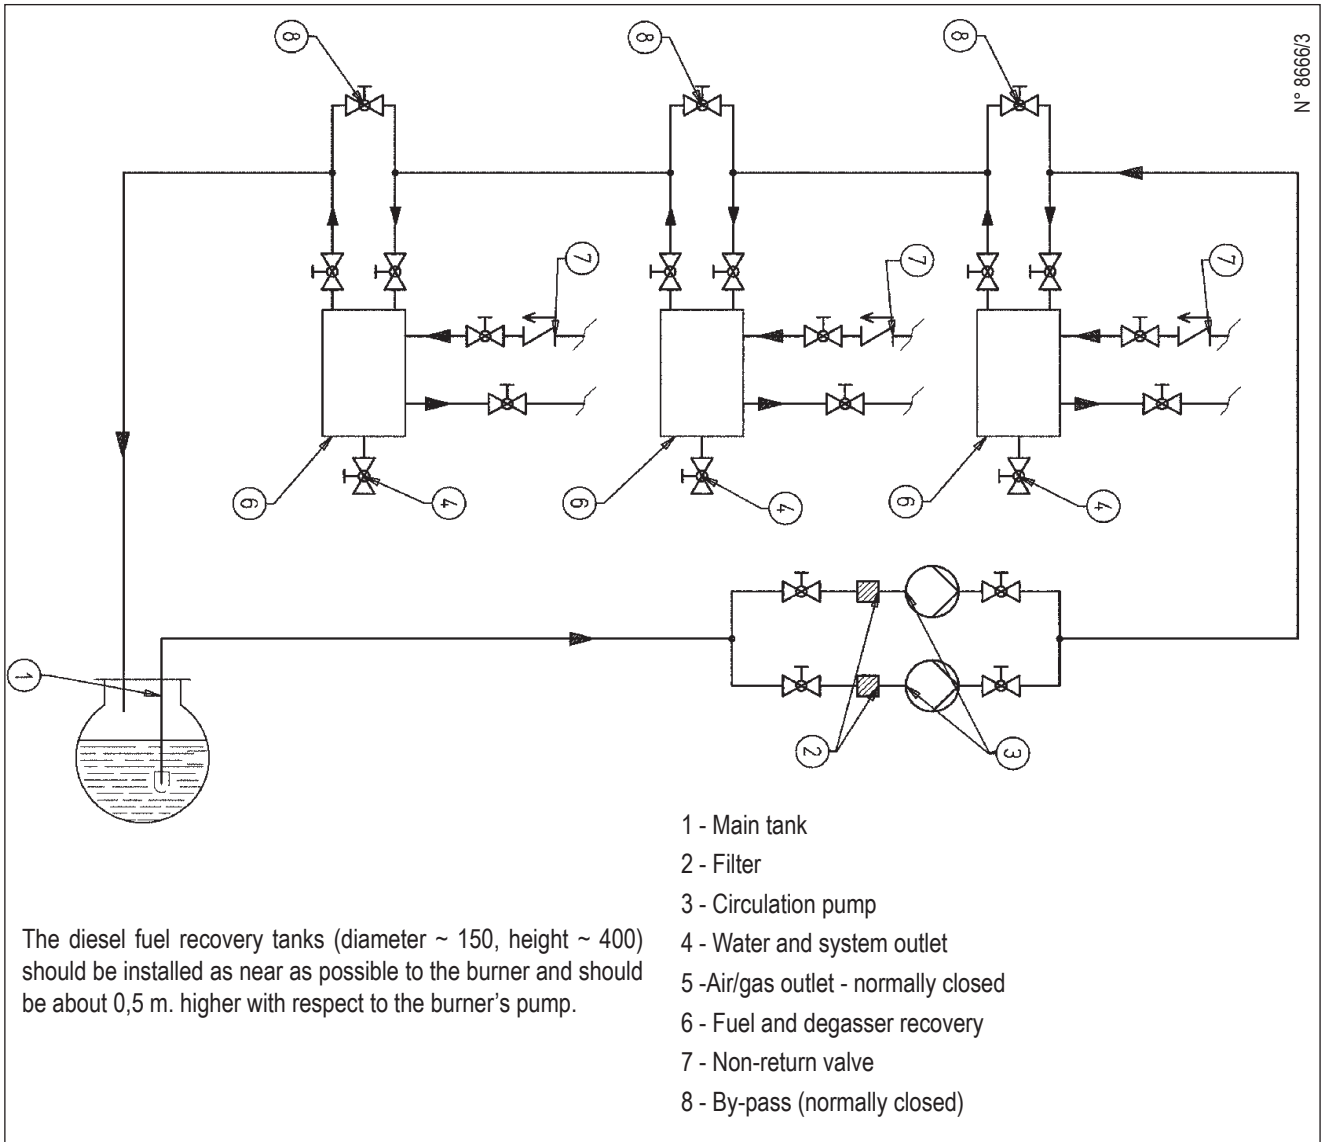 8
8
8
N° 8666/3
7
7
7
6
4
6
4
6
4
1
2
3
The diesel fuel recovery tanks (diameter ~ 150, height ~ 400)
should be installed as near as possible to the burner and should
be about 0,5 m. higher with respect to the burner's pump.
1 - Main tank
2 - Filter
3 - Circulation pump
4 - Water and system outlet
5 -Air/gas outlet - normally closed
6 - Fuel and degasser recovery
7 - Non-return valve
8 - By-pass (normally closed)